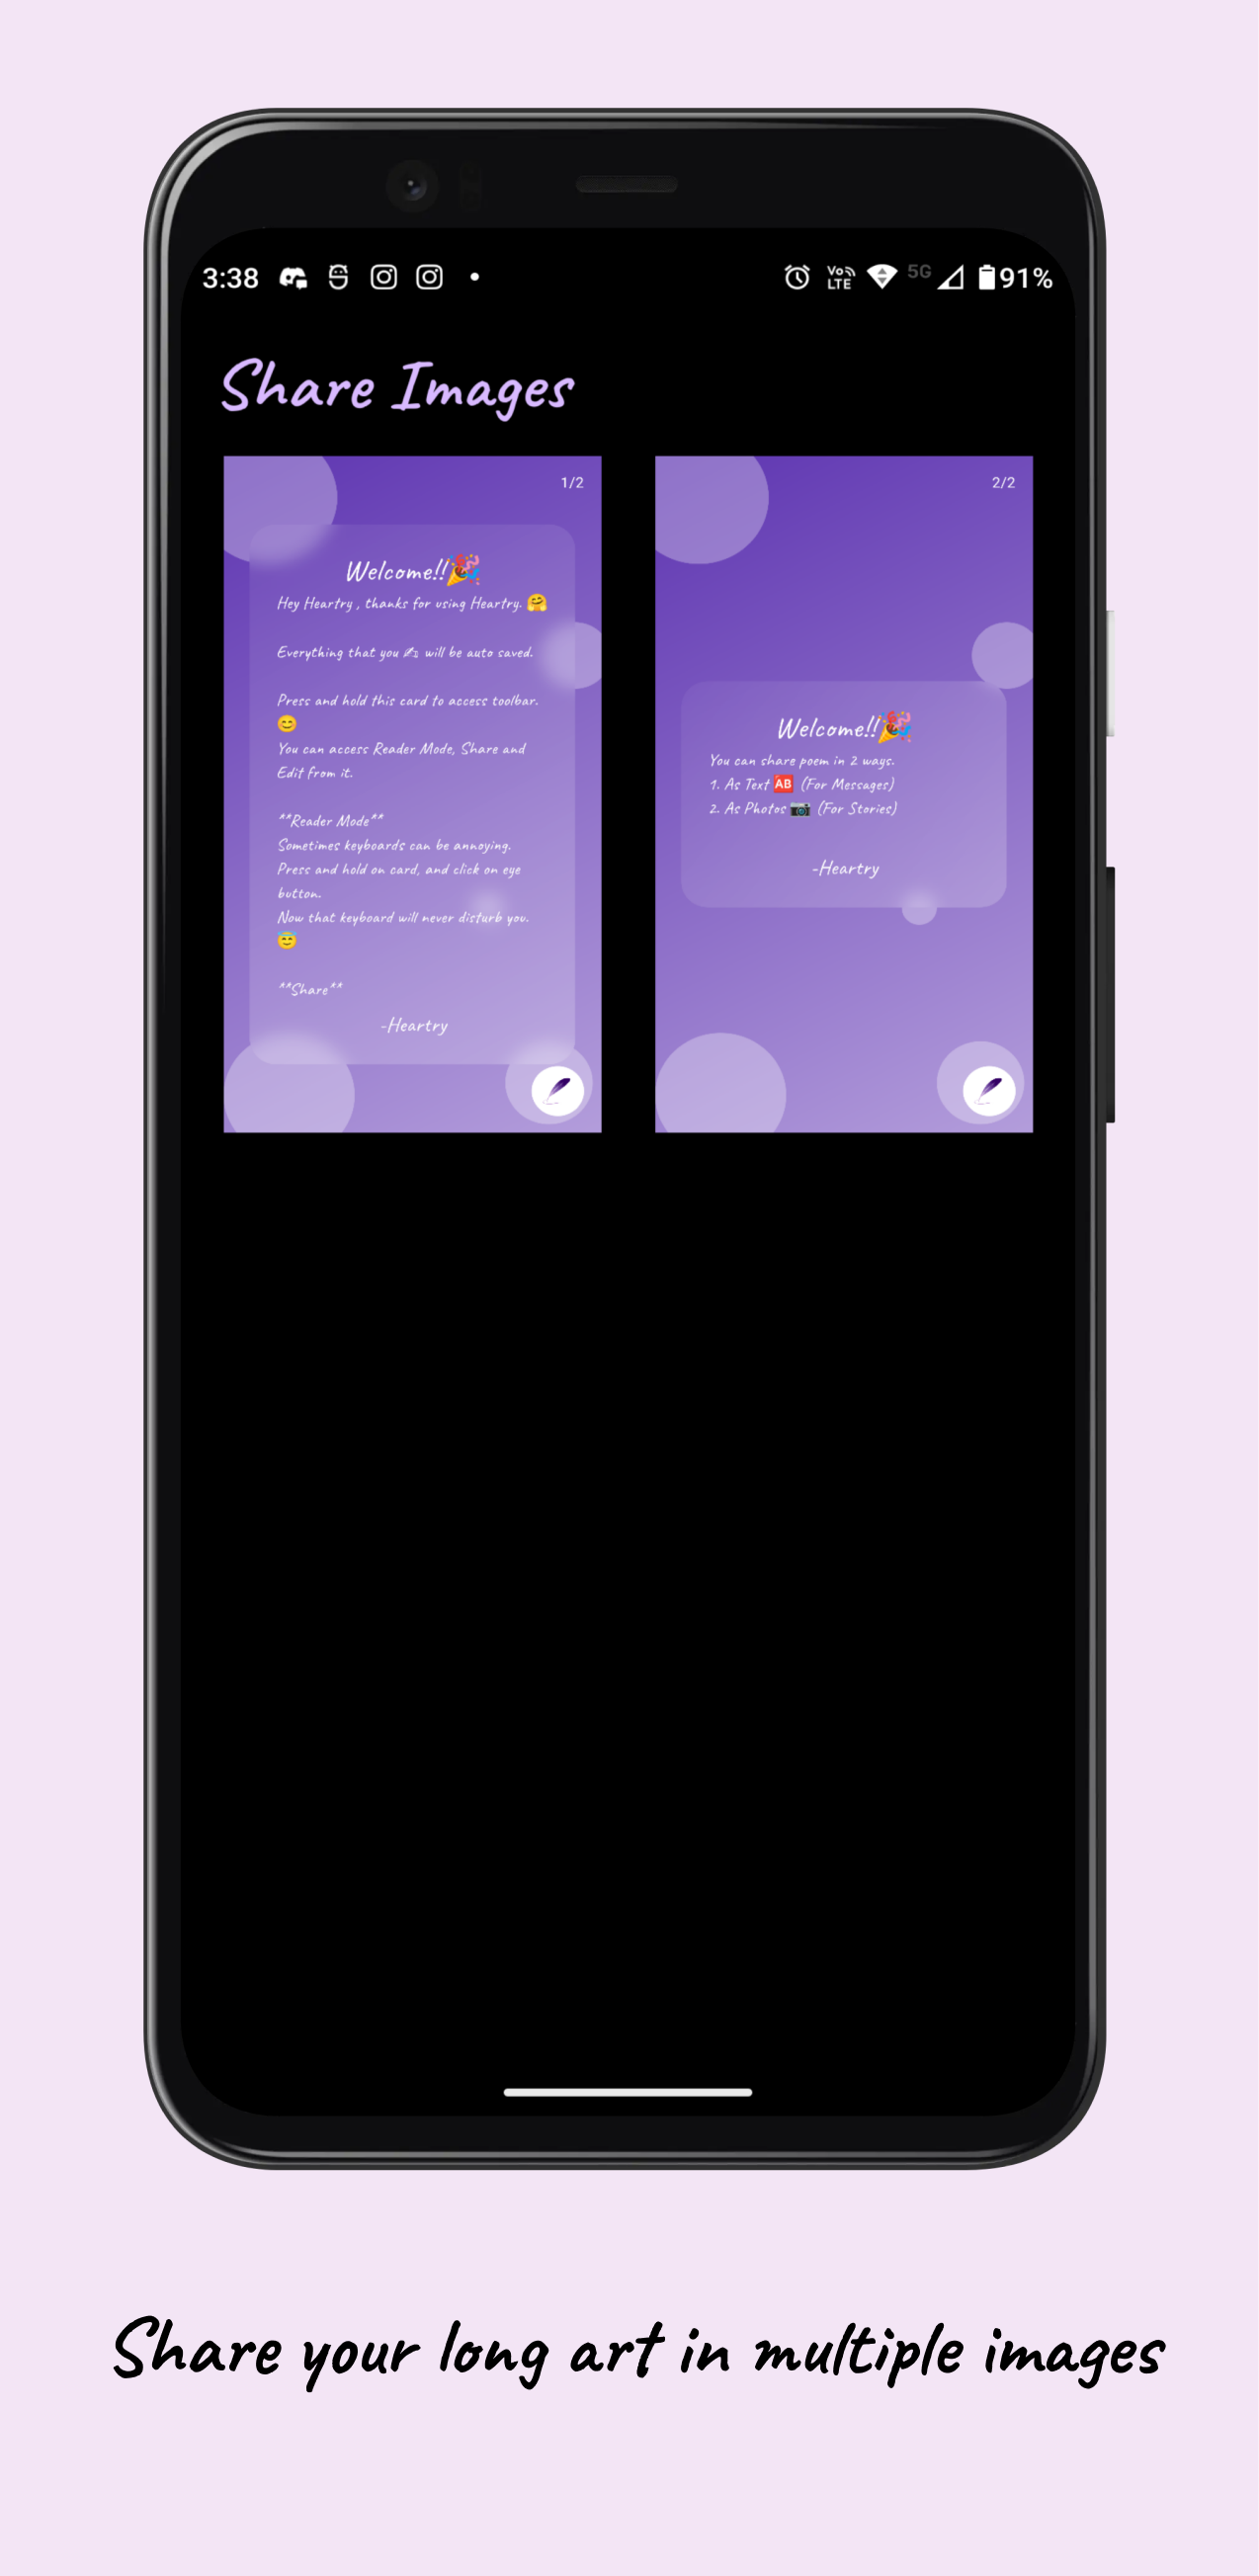 3:38 Vo LTE 5G 91%
Share Images
1/2
Welcome!!🎉
Hey Heartry , thanks for using Heartry. 🤗
Everything that you ✍ will be auto saved.
Press and hold this card to access toolbar.
😊
You can access Reader Mode, Share and
Edit from it.
**Reader Mode**
Sometimes keyboards can be annoying.
Press and hold on card, and click on eye
button.
Now that keyboard will never disturb you.
😇
**Share**
-Heartry
2/2
Welcome!!🎉
You can share poem in 2 ways.
1. As Text 🆎 (For Messages)
2. As Photos 📷 (For Stories)
-Heartry
Share your long art in multiple images